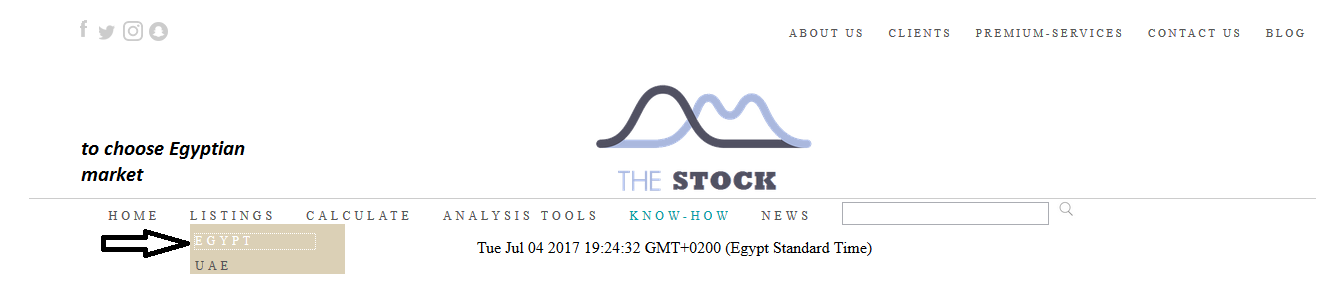 ABOUT US CLIENTS PREMIUM-SERVICES CONTACT US BLOG
to choose Egyptian
market
THE STOCK
HOME LISTINGS CALCULATE ANALYSIS TOOLS KNOW-HOW NEWS
EGYPT
Tue Jul 04 2017 19:24:32 GMT+0200 (Egypt Standard Time)
UAE